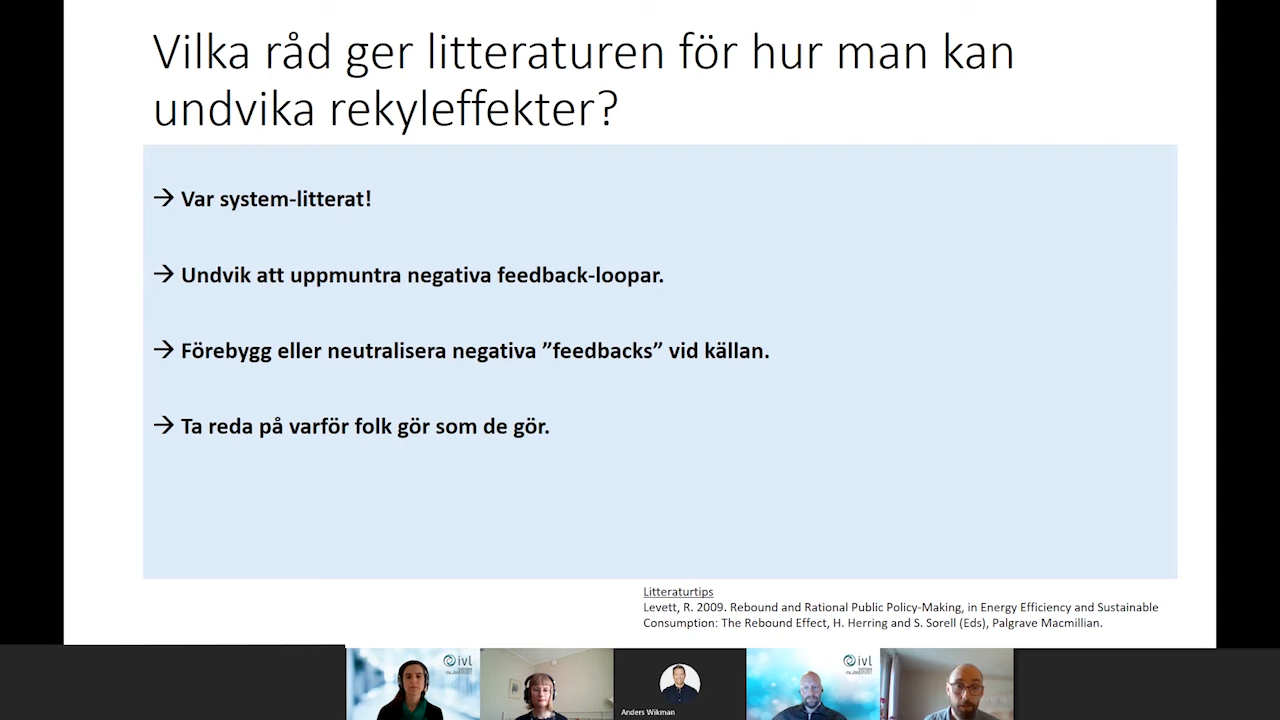 Vilka råd ger litteraturen för hur man kan
undvika rekyleffekter?
→ Var system-litterat!
→ Undvik att uppmuntra negativa feedback-loopar.
→ Förebygg eller neutralisera negativa ”feedbacks” vid källan.
→ Ta reda på varför folk gör som de gör.
Litteraturtips
Levett, R. 2009. Rebound and Rational Public Policy-Making, in Energy Efficiency and Sustainable
Consumption: The Rebound Effect, H. Herring and S. Sorell (Eds), Palgrave Macmillian.
ivl
ivl
Anders Wikman